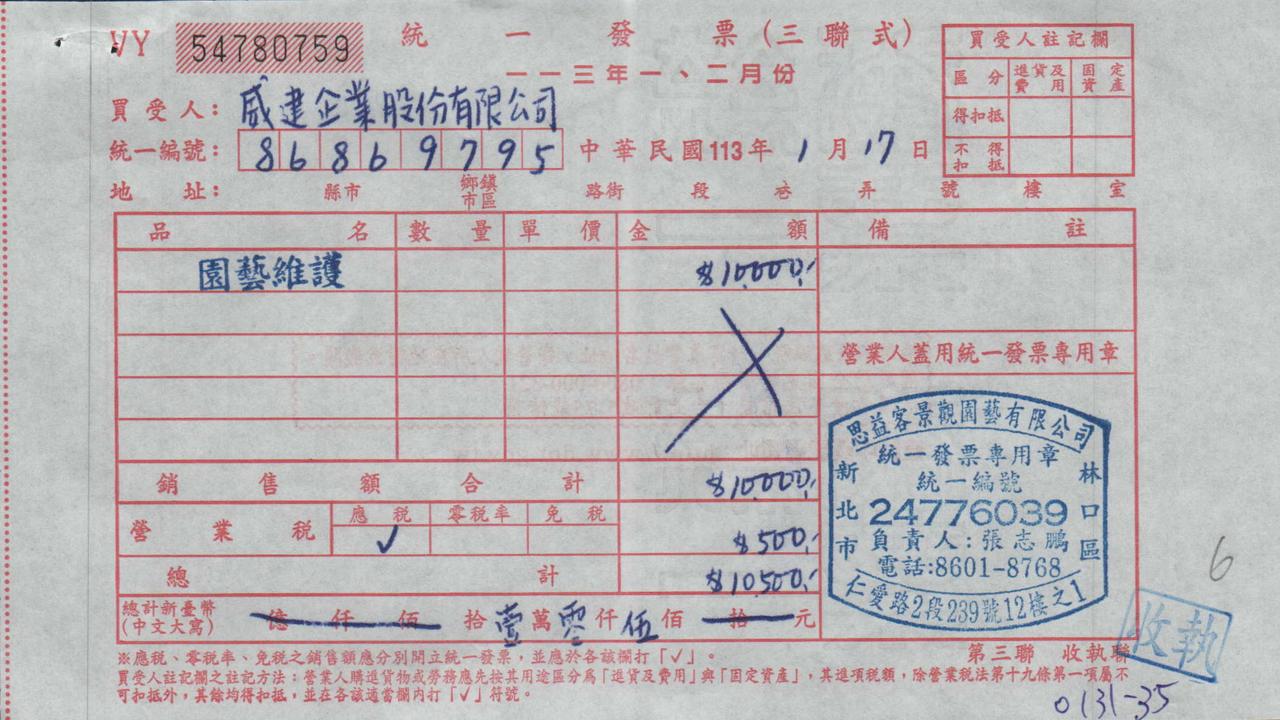 VY 54780759 統一發票(三聯式)
一一三年一、二月份
買受人註記欄
區分 進貨及費用 固定資產
得扣抵
不得扣抵
買受人:威建企業股份有限公司
統一編號:86869795 中華民國113年1月17日
地址: 縣市 鄉鎮市區 路街 段 巷 弄 號 樓 室
品名 數量 單價 金額 備註
園藝維護 $10,000,-
營業人蓋用統一發票專用章
銷售額合計 $10,000,-
營業稅 應稅 零稅率 免稅
✓ $500,-
總計 $10,500,-
總計新臺幣
(中文大寫) 億仟佰拾壹萬零仟伍佰拾元
思益客景觀園藝有限公司
統一發票專用章
統一編號
24776039
負責人:張志鵬
電話:8601-8768
新北市
林口區
仁愛路2段239號12樓之1
6
※應稅、零稅率、免稅之銷售額應分別開立統一發票,並應於各該欄打「✓」。
第三聯 收執聯
收執
買受人註記欄之註記方法:營業人購進貨物或勞務應先按其用途區分為「進貨及費用」與「固定資產」,其進項稅額,除營業稅法第十九條第一項屬不
可扣抵外,其餘均得扣抵,並在各該適當欄內打「✓」符號。
0131-35